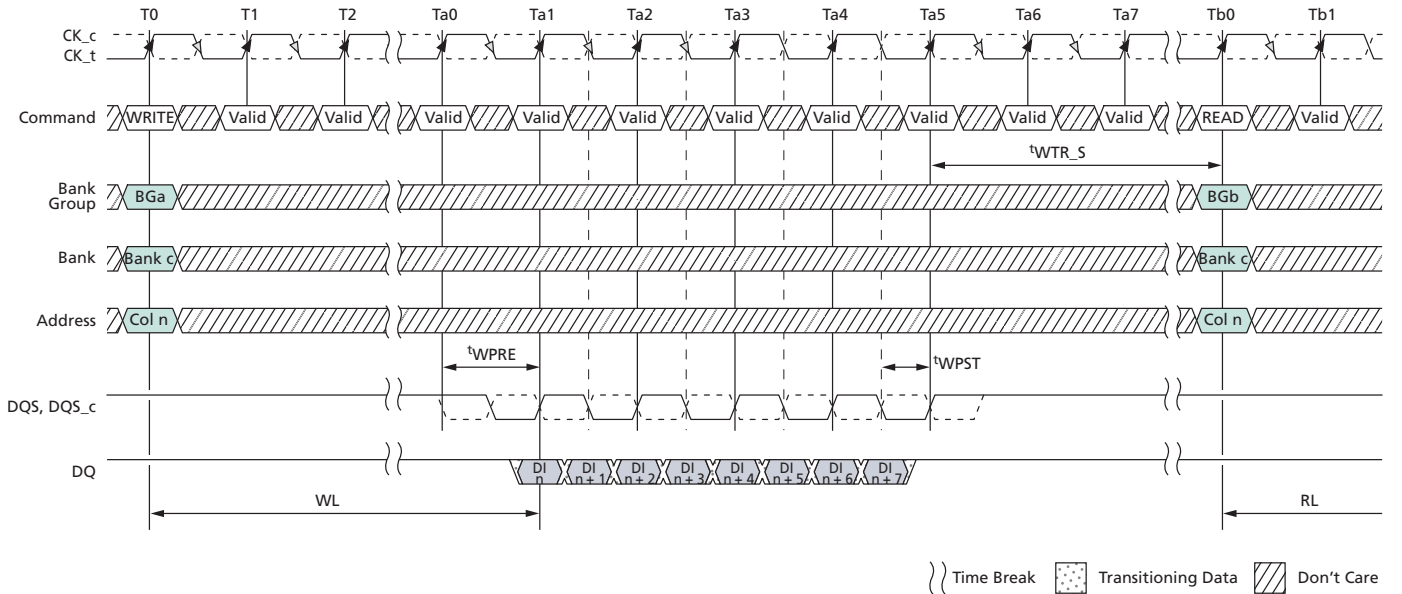 T0 T1 T2 Ta0 Ta1 Ta2 Ta3 Ta4 Ta5 Ta6 Ta7 Tb0 Tb1
CK_c
CK_t
Command WRITE Valid Valid Valid Valid Valid Valid Valid Valid Valid Valid READ Valid
tWTR_S
Bank
Group BGa BGb
Bank Bank c Bank c
Address Col n Col n
tWPRE tWPST
DQS, DQS_c
DQ DI DI DI DI DI DI DI DI
n n + 1 n + 2 n + 3 n + 4 n + 5 n + 6 n + 7
WL RL
Time Break Transitioning Data Don't Care